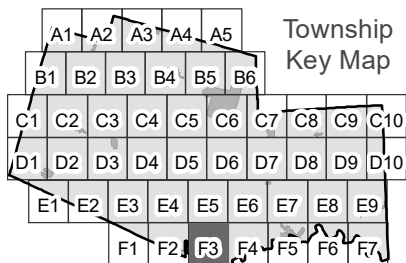 Township
Key Map
A1 A2 A3 A4 A5
B1 B2 B3 B4 B5 B6
C1 C2 C3 C4 C5 C6 C7 C8 C9 C10
D1 D2 D3 D4 D5 D6 D7 D8 D9 D10
E1 E2 E3 E4 E5 E6 E7 E8 E9
F1 F2 F3 F4 F5 F6 F7